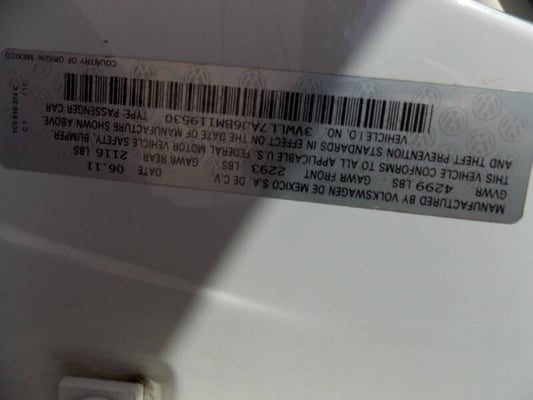 MANUFACTURED BY VOLKSWAGEN DE MEXICO S.A. DE C.V. DATE
GVWR GAWR FRONT GAWR REAR 06.11
4299 LBS 2293 LBS 2116 LBS
THIS VEHICLE CONFORMS TO ALL APPLICABLE U.S. FEDERAL MOTOR VEHICLE SAFETY, BUMPER,
AND THEFT PREVENTION STANDARDS IN EFFECT ON THE DATE OF MANUFACTURE SHOWN ABOVE
VEHICLE I.D. NO. 3VWLL7AJ6BM119530 TYPE: PASSENGER CAR
COUNTRY OF ORIGIN: MEXICO